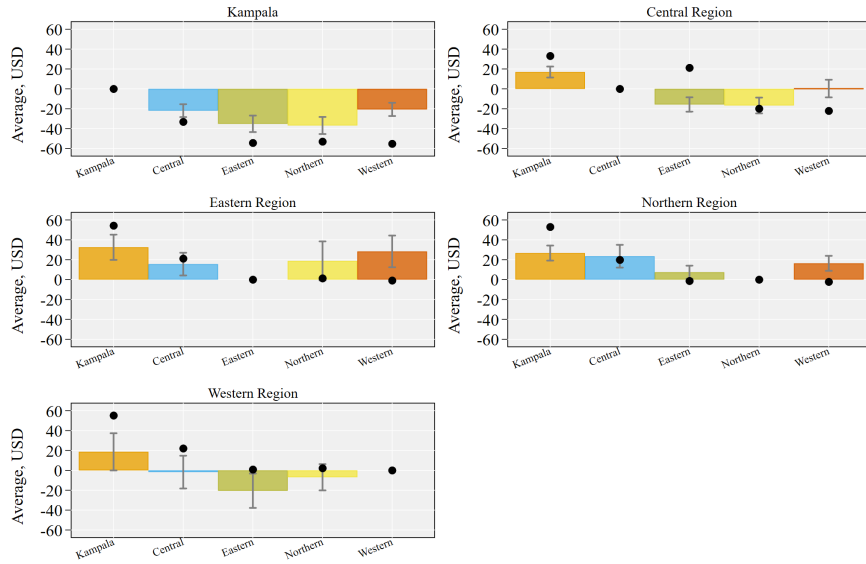 Kampala
Average, USD
60
40
20
0
-20
-40
-60
Kampala Central Eastern Northern Western
Central Region
Average, USD
60
40
20
0
-20
-40
-60
Kampala Central Eastern Northern Western
Eastern Region
Average, USD
60
40
20
0
-20
-40
-60
Kampala Central Eastern Northern Western
Northern Region
Average, USD
60
40
20
0
-20
-40
-60
Kampala Central Eastern Northern Western
Western Region
Average, USD
60
40
20
0
-20
-40
-60
Kampala Central Eastern Northern Western